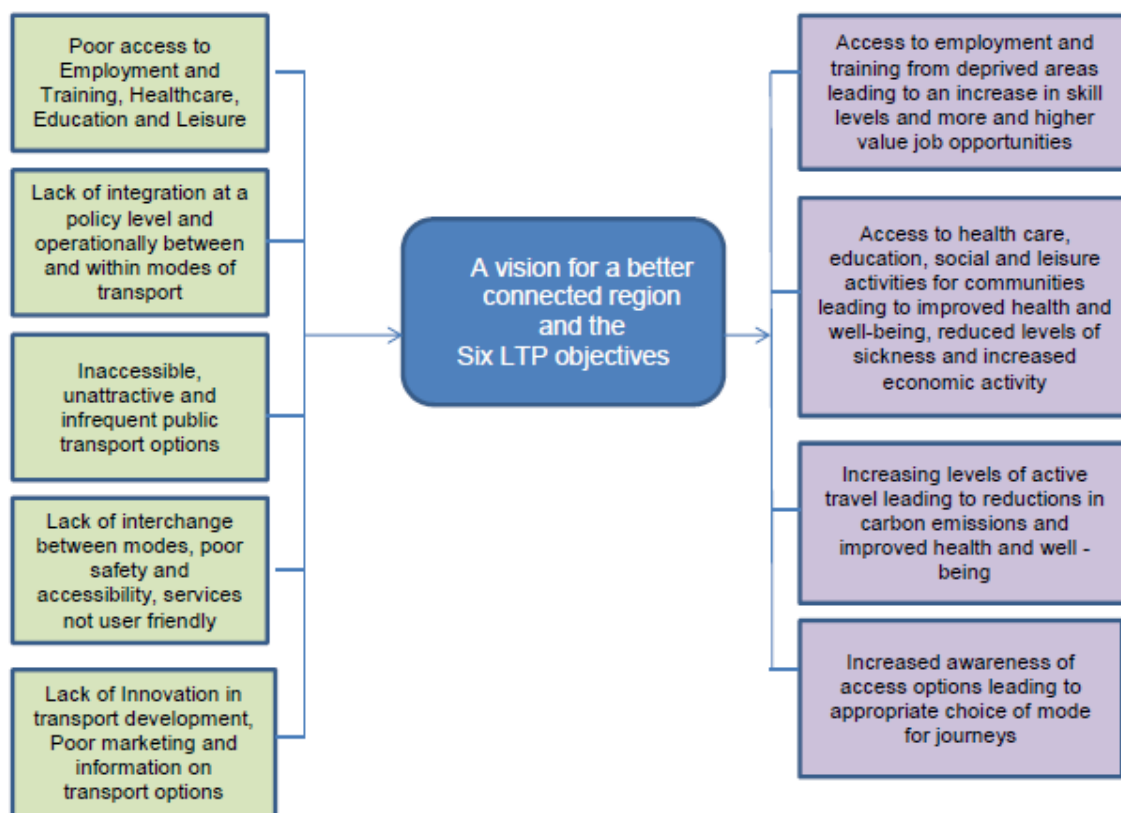 Poor access to
Employment and
Training, Healthcare,
Education and Leisure
Lack of integration at a
policy level and
operationally between
and within modes of
transport
Inaccessible,
unattractive and
infrequent public
transport options
Lack of interchange
between modes, poor
safety and
accessibility, services
not user friendly
Lack of Innovation in
transport development,
Poor marketing and
information on
transport options
A vision for a better
connected region
and the
Six LTP objectives
Access to employment and
training from deprived areas
leading to an increase in skill
levels and more and higher
value job opportunities
Access to health care,
education, social and leisure
activities for communities
leading to improved health and
well-being, reduced levels of
sickness and increased
economic activity
Increasing levels of active
travel leading to reductions in
carbon emissions and
improved health and well -
being
Increased awareness of
access options leading to
appropriate choice of mode
for journeys